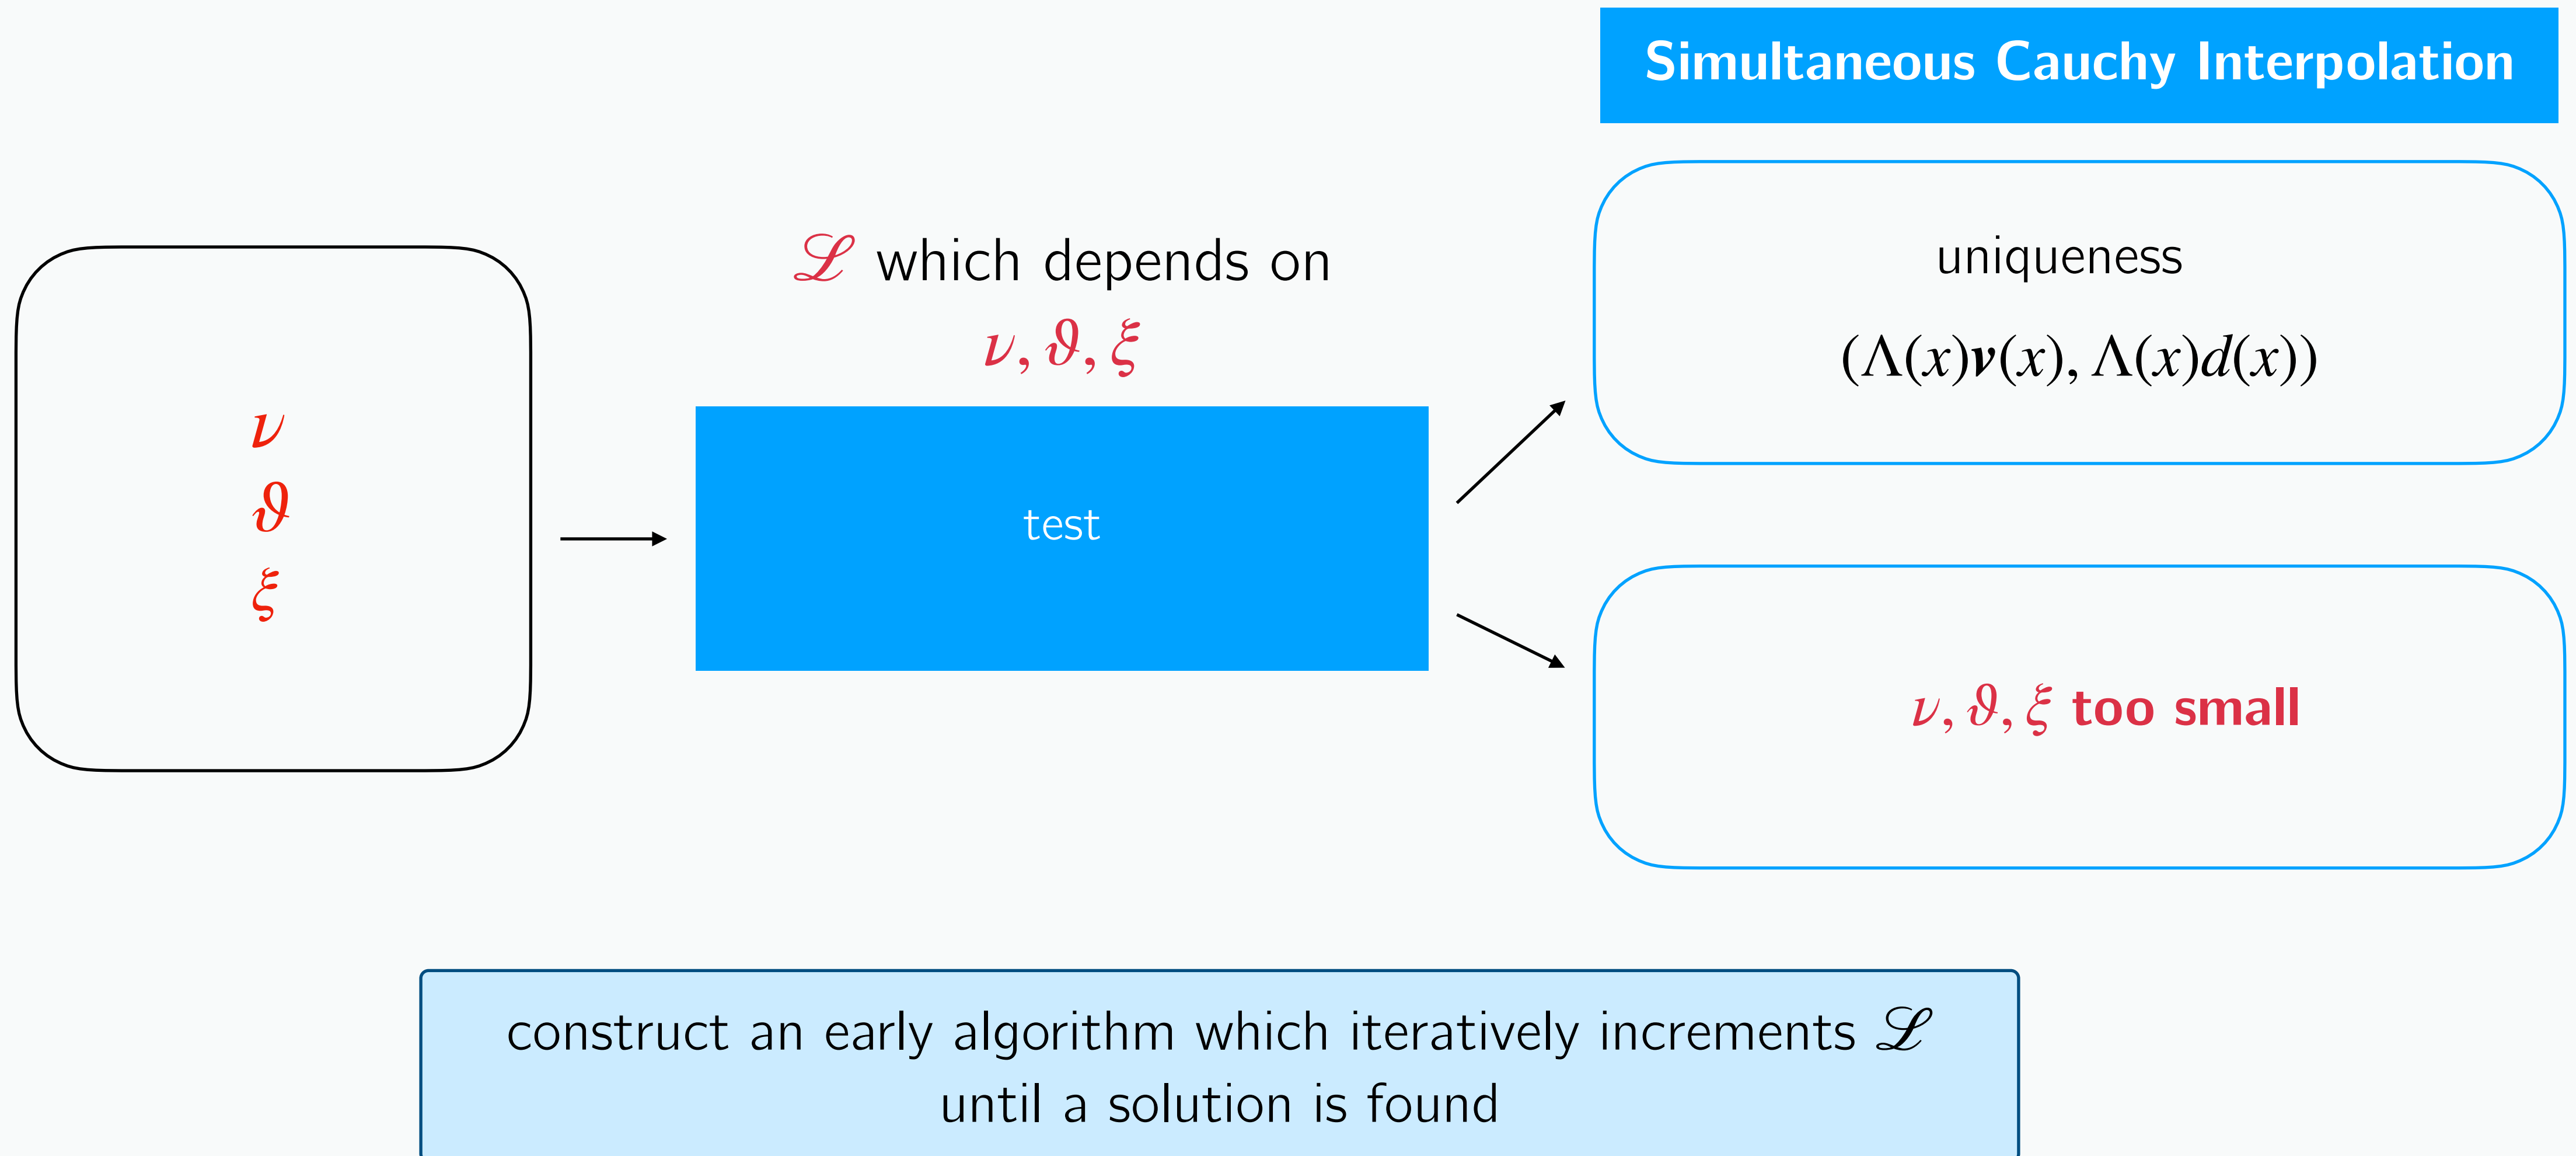 Simultaneous Cauchy Interpolation
ν
ϑ
ξ
ℒ which depends on
ν, ϑ, ξ
test
uniqueness
(Λ(x)𝒗(x), Λ(x)d(x))
ν, ϑ, ξ too small
construct an early algorithm which iteratively increments ℒ
until a solution is found